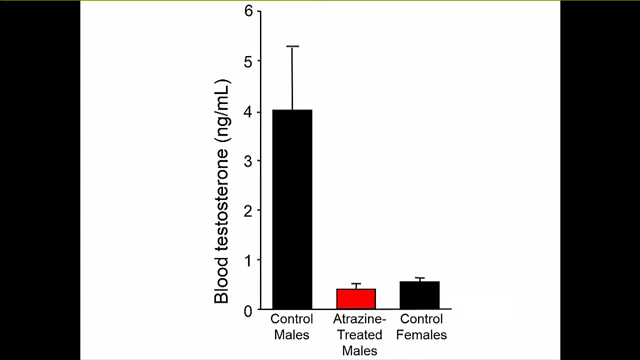 6
5
4
3
2
1
0
Blood testosterone (ng/mL)
Control
Males
Atrazine-
Treated
Males
Control
Females